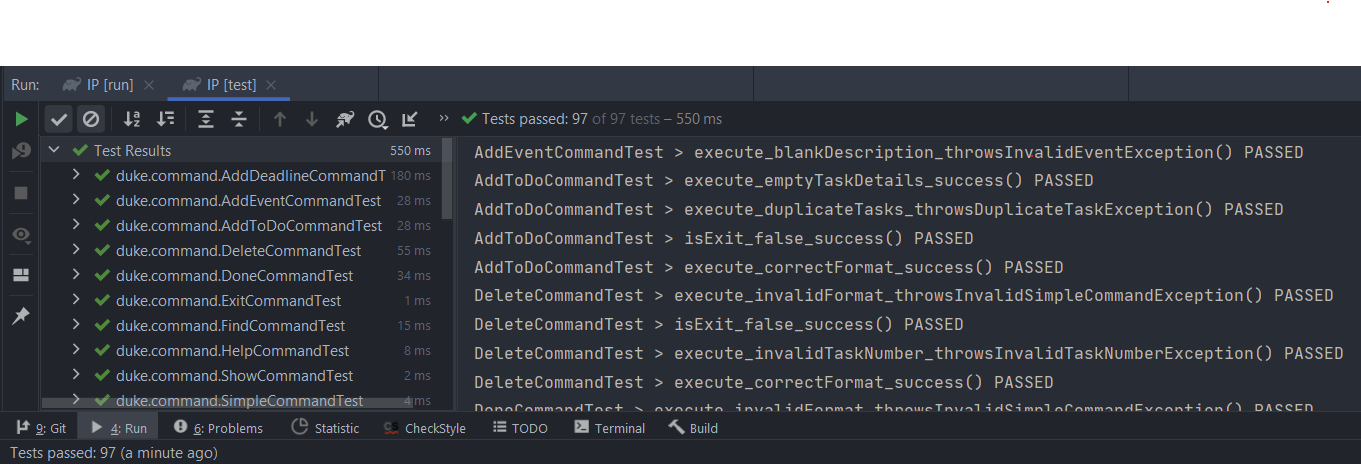 Run: IP [run] IP [test]
Tests passed: 97 of 97 tests – 550 ms
Test Results 550 ms
duke.command.AddDeadlineCommandT 180 ms
duke.command.AddEventCommandTest 28 ms
duke.command.AddToDoCommandTest 28 ms
duke.command.DeleteCommandTest 55 ms
duke.command.DoneCommandTest 34 ms
duke.command.ExitCommandTest 1 ms
duke.command.FindCommandTest 15 ms
duke.command.HelpCommandTest 8 ms
duke.command.ShowCommandTest 2 ms
duke.command.SimpleCommandTest 4 ms
AddEventCommandTest > execute_blankDescription_throwsInvalidEventException() PASSED
AddToDoCommandTest > execute_emptyTaskDetails_success() PASSED
AddToDoCommandTest > execute_duplicateTasks_throwsDuplicateTaskException() PASSED
AddToDoCommandTest > isExit_false_success() PASSED
AddToDoCommandTest > execute_correctFormat_success() PASSED
DeleteCommandTest > execute_invalidFormat_throwsInvalidSimpleCommandException() PASSED
DeleteCommandTest > isExit_false_success() PASSED
DeleteCommandTest > execute_invalidTaskNumber_throwsInvalidTaskNumberException() PASSED
DeleteCommandTest > execute_correctFormat_success() PASSED
DoneCommandTest > execute_invalidFormat_throwsInvalidSimpleCommandException() PASSED
9: Git 4: Run 6: Problems Statistic CheckStyle TODO Terminal Build
Tests passed: 97 (a minute ago)